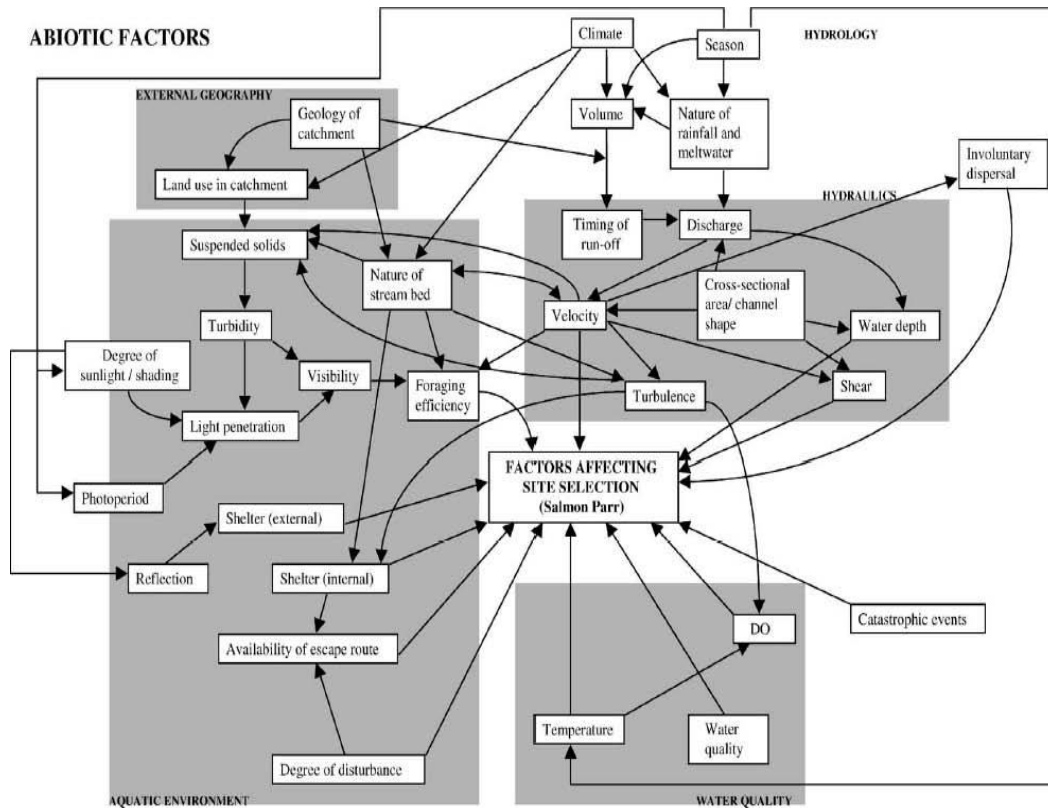 ABIOTIC FACTORS
Climate
Season
HYDROLOGY
EXTERNAL GEOGRAPHY
Geology of
catchment
Volume
Nature of
rainfall and
meltwater
Involuntary
dispersal
Land use in catchment
HYDRAULICS
Timing of
run-off
Discharge
Suspended solids
Nature of
stream bed
Cross-sectional
area/ channel
shape
Velocity
Water depth
Turbidity
Degree of
sunlight / shading
Visibility
Foraging
efficiency
Turbulence
Shear
Light penetration
FACTORS AFFECTING
SITE SELECTION
(Salmon Parr)
Photoperiod
Shelter (external)
Reflection
Shelter (internal)
DO
Catastrophic events
Availability of escape route
Temperature
Water
quality
Degree of disturbance
AQUATIC ENVIRONMENT
WATER QUALITY